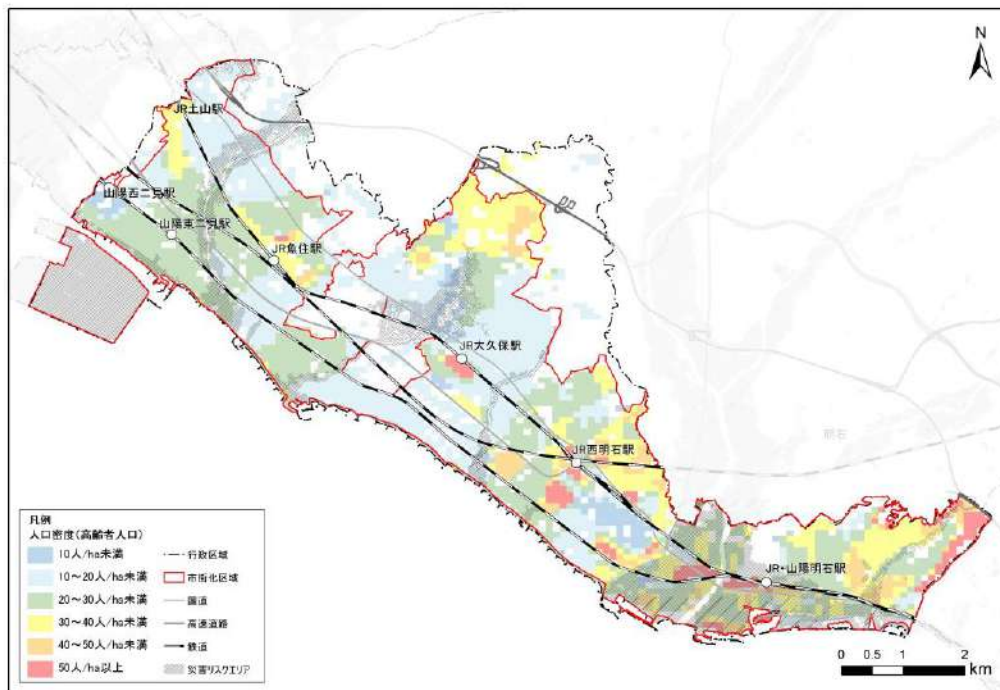 N
JR土山駅
山陽西二見駅
山陽東二見駅
JR魚住駅
JR大久保駅
明石
JR西明石駅
JR・山陽明石駅
凡例
人口密度(高齢者人口)
10人/ha未満
10～20人/ha未満
20～30人/ha未満
30～40人/ha未満
40～50人/ha未満
50人/ha以上
行政区域
市街化区域
国道
高速道路
鉄道
災害リスクエリア
0 0.5 1 2
km